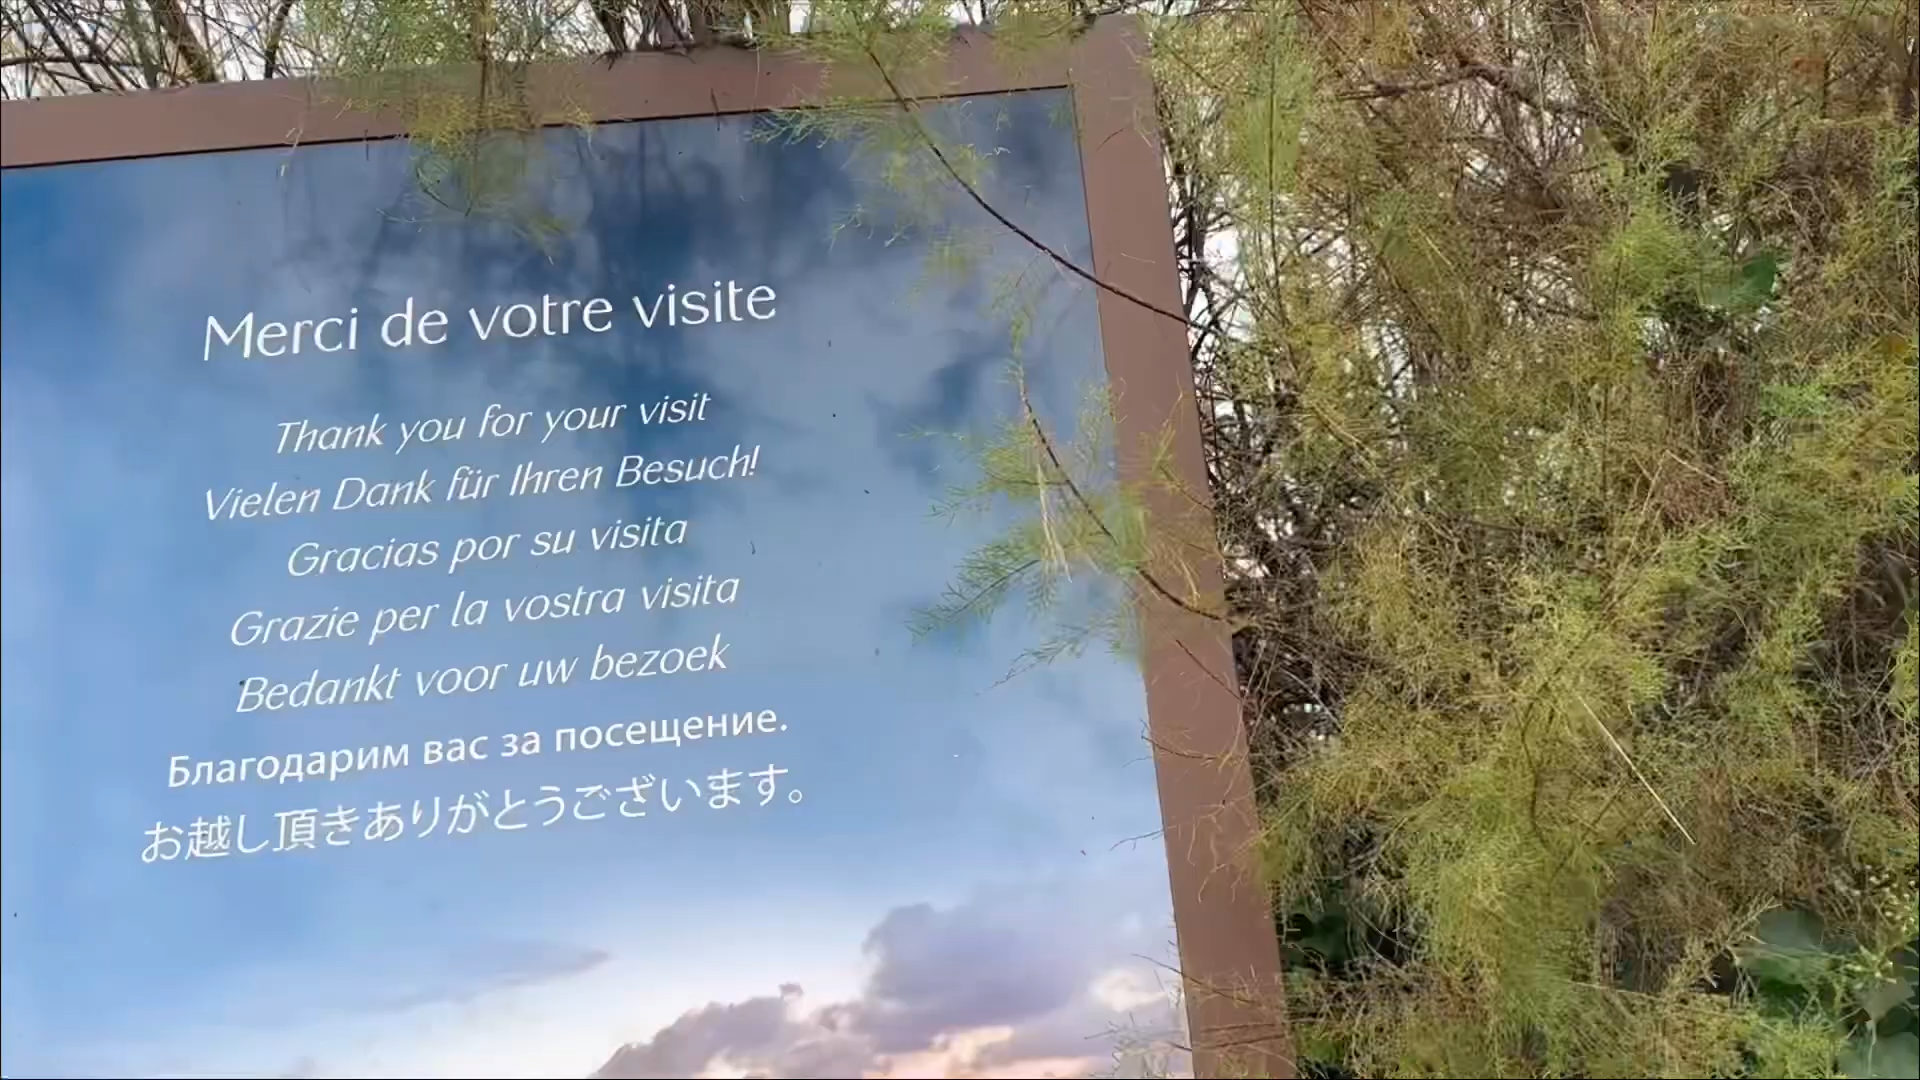 Merci de votre visite
Thank you for your visit
Vielen Dank für Ihren Besuch!
Gracias por su visita
Grazie per la vostra visita
Bedankt voor uw bezoek
Благодарим вас за посещение.
お越し頂きありがとうございます。